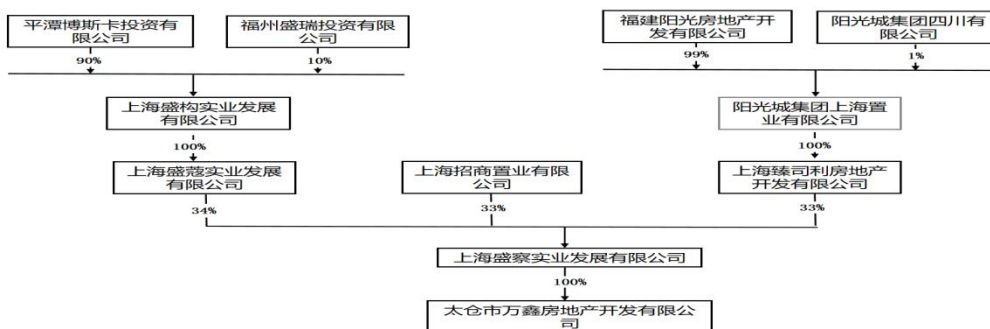 平潭博斯卡投资有
限公司
福州盛瑞投资有限
公司
福建阳光房地产开
发有限公司
阳光城集团四川有
限公司
90%
10%
99%
1%
上海盛构实业发展
有限公司
阳光城集团上海置
业有限公司
100%
100%
上海盛蔻实业发展
有限公司
上海招商置业有限
公司
上海臻司利房地产
开发有限公司
34%
33%
33%
上海盛察实业发展有限公司
100%
太仓市万鑫房地产开发有限公
司